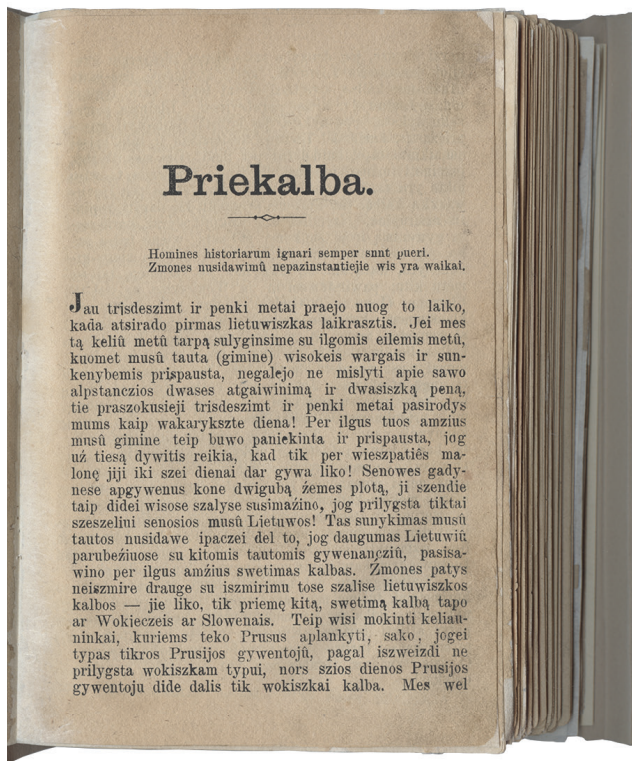 Priekalba.
Homines historiarum ignari semper snnt pueri.
Zmones nusidawimû nepazinstantiejie wis yra waikai.
Jau trisdeszimt ir penki metai praejo nuog to laiko,
kada atsirado pirmas lietuwiszkas laikrasztis. Jei mes
tą keliû metû tarpą sulyginsime su ilgomis eilemis metû,
kuomet musû tauta (gimine) wisokeis wargais ir sun-
kenybemis prispausta, negalejo ne mislyti apie sawo
alpstanczios dwases atgaiwinimą ir dwasiszką peną,
tie praszokusieji trisdeszimt ir penki metai pasirodys
mums kaip wakarykszte diena! Per ilgus tuos amzius
musû gimine teip buwo paniekinta ir prispausta, jog
uź tiesą dywitis reikia, kad tik per wieszpatiês ma-
lonę jiji iki szei dienai dar gywa liko! Senowes gady-
nese apgywenus kone dwigubą źemes plotą, ji szendie
taip didei wisose szalyse susimaźino, jog prilygsta tiktai
szeszelini senosios musû Lietuwos! Tas sunykimas musû
tautos nusidawe ipaczei del to, jog daugumas Lietuwiû
parubeźiuose su kitomis tautomis gywenancziû, pasisa-
wino per ilgus amźius swetimas kalbas. Zmones patys
neiszmire drauge su iszmirimu tose szalise lietuwiszkos
kalbos — jie liko, tik priemę kitą, swetimą kalbą tapo
ar Wokieczeis ar Slowenais. Teip wisi mokinti keliau-
ninkai, kuriems teko Prusus aplankyti, sako, jogei
typas tikros Prusijos gywentojû, pagal iszweizdi ne
prilygsta wokiszkam typui, nors szios dienos Prusijos
gywentoju dide dalis tik wokiszkai kalba. Mes wel